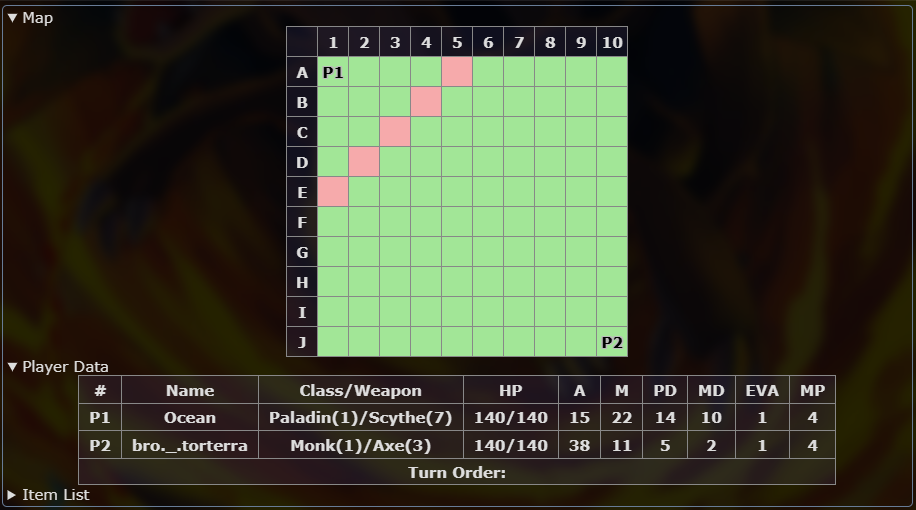 ▼ Map
1 2 3 4 5 6 7 8 9 10
A P1
B
C
D
E
F
G
H
I
J P2
▼ Player Data
# Name Class/Weapon HP A M PD MD EVA MP
P1 Ocean Paladin(1)/Scythe(7) 140/140 15 22 14 10 1 4
P2 bro._.torterra Monk(1)/Axe(3) 140/140 38 11 5 2 1 4
Turn Order:
▶ Item List